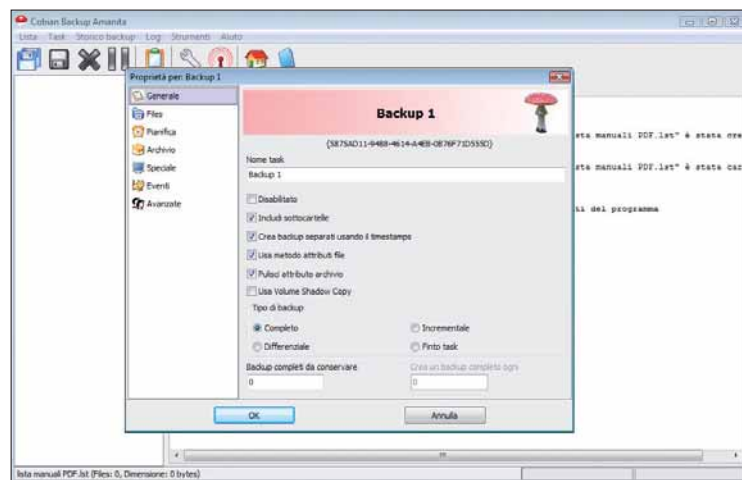 Cobian Backup Amanita
Lista Task Storico backup Log Strumenti Aiuto
Proprietà per: Backup 1
Generale
Files
Pianifica
Archivio
Speciale
Eventi
Avanzate
Backup 1
Nome task
Backup 1
Disabilitato
Includi sottocartelle
Crea backup separati usando il timestamps
Usa metodo attributi file
Pulisci attributo archivio
Usa Volume Shadow Copy
Tipo di backup
Completo
Incrementale
Differenziale
Finto task
Backup completi da conservare
Crea un backup completo ogni
0
0
OK
Annulla
sta manuali PDF.lst" è stata cre
sta manuali PDF.lst" è stata car
ti del programma
lista manuali PDF.lst (Files: 0, Dimensione: 0 bytes)